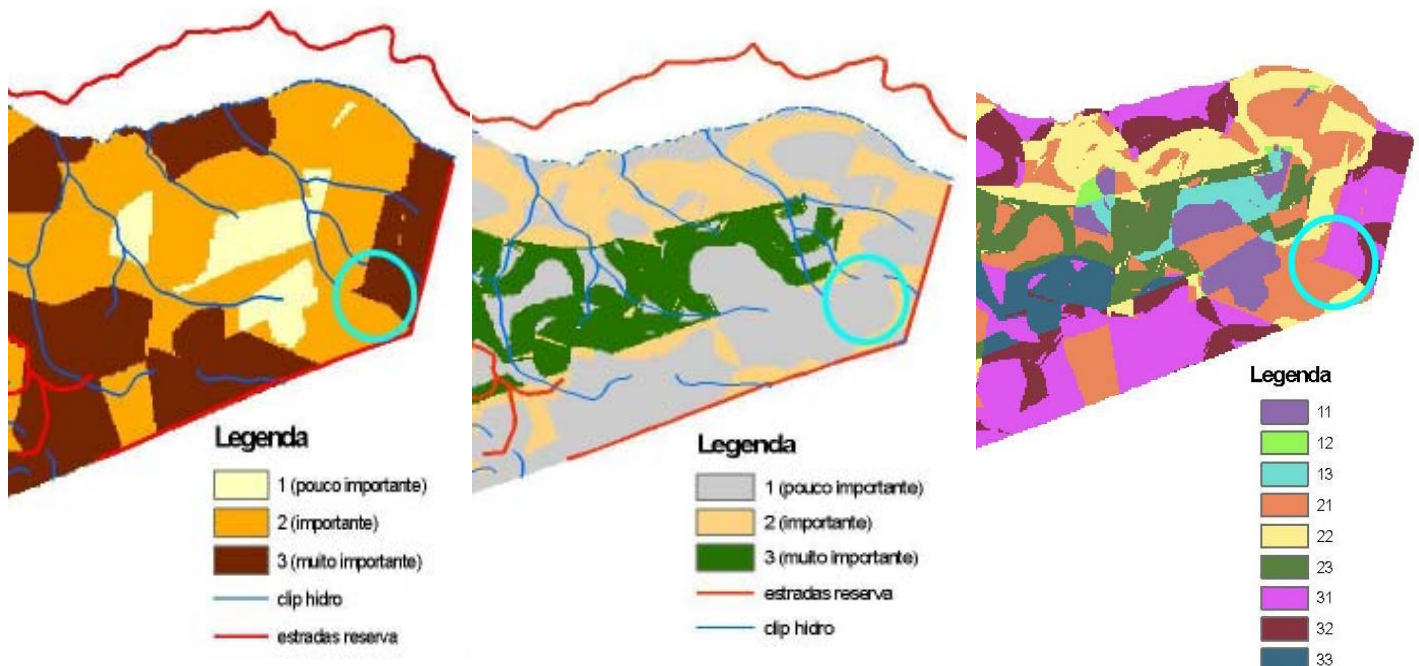 Legenda
1 (pouco importante)
2 (importante)
3 (muito importante)
clip hidro
estradas reserva
Legenda
1 (pouco importante)
2 (importante)
3 (muito importante)
estradas reserva
clip hidro
Legenda
11
12
13
21
22
23
31
32
33